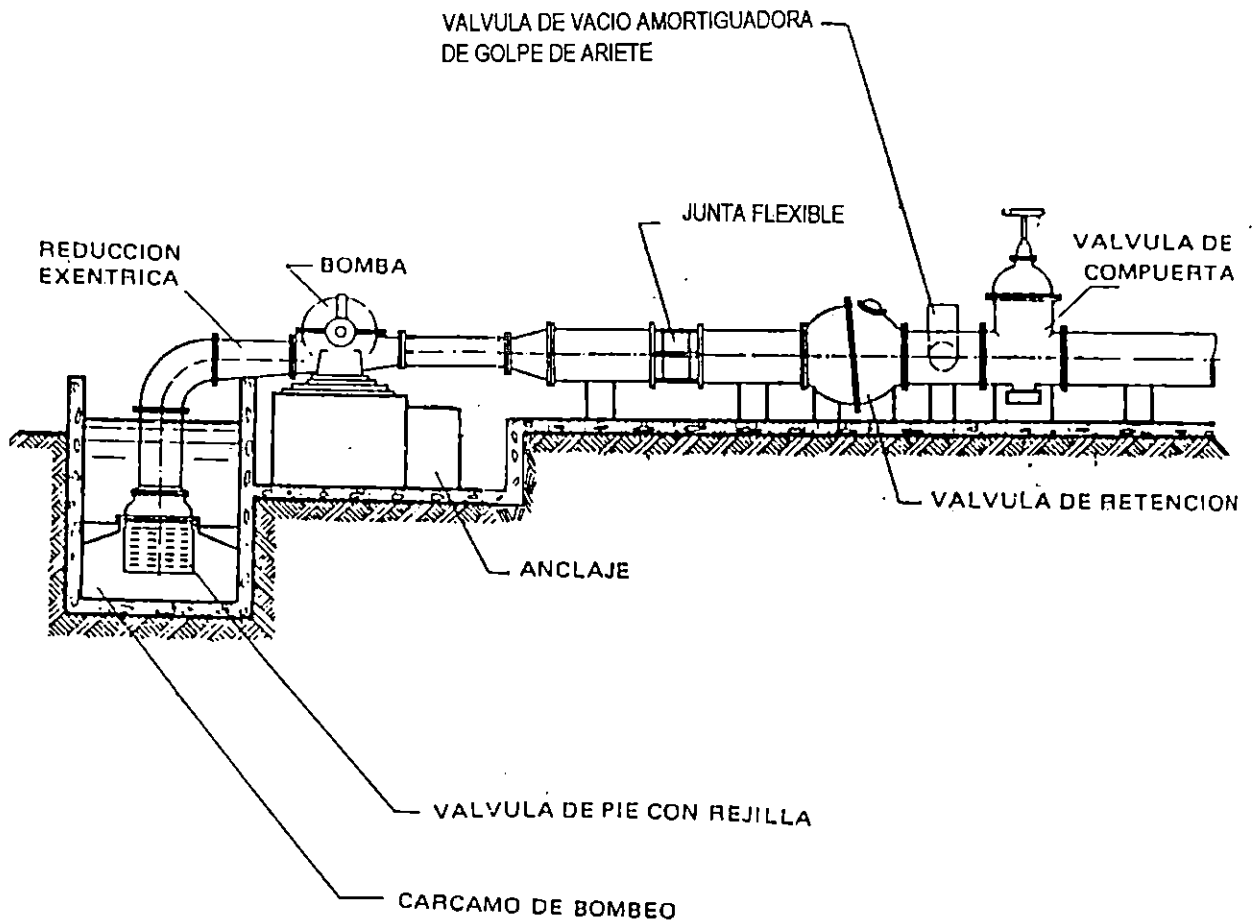 VALVULA DE VACIO AMORTIGUADORA
DE GOLPE DE ARIETE
JUNTA FLEXIBLE
REDUCCION
EXENTRICA
BOMBA
VALVULA DE
COMPUERTA
VALVULA DE RETENCION
ANCLAJE
VALVULA DE PIE CON REJILLA
CARCAMO DE BOMBEO